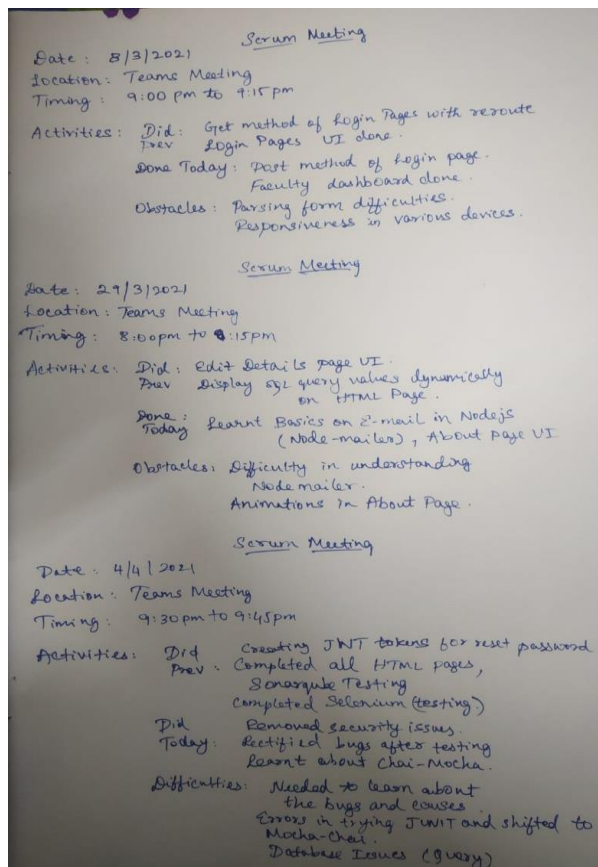 Scrum Meeting
Date : 8/3/2021
Location : Teams Meeting
Timing : 9:00 pm to 9:15 pm
Activities : Did : Get method of Login Pages with reroute
Prev Login Pages UI done.
Done Today : Post method of Login page.
Faculty dashboard done.
Obstacles : Parsing form difficulties.
Responsiveness in various devices.
Scrum Meeting
Date : 29/3/2021
Location : Teams Meeting
Timing : 8:00pm to 8:15pm
Activities : Did : Edit Details page UI.
Prev Display sql query values dynamically
on HTML Page.
Done : Learnt Basics on E-mail in Nodejs
Today (Node-mailer), About page UI
Obstacles : Difficulty in understanding
Node mailer.
Animations in About Page.
Scrum Meeting
Date : 4/4/2021
Location : Teams Meeting
Timing : 9:30pm to 9:45pm
Activities : Did Creating JWT tokens for reset password
Prev : Completed all HTML pages,
Sonarqube Testing
Completed Selenium (testing)
Did Removed security issues.
Today : Rectified bugs after testing
Learnt about Chai-Mocha.
Difficulties : Needed to learn about
the bugs and causes.
Errors in trying JUNIT and shifted to
Mocha-Chai.
Database Issues (Query)